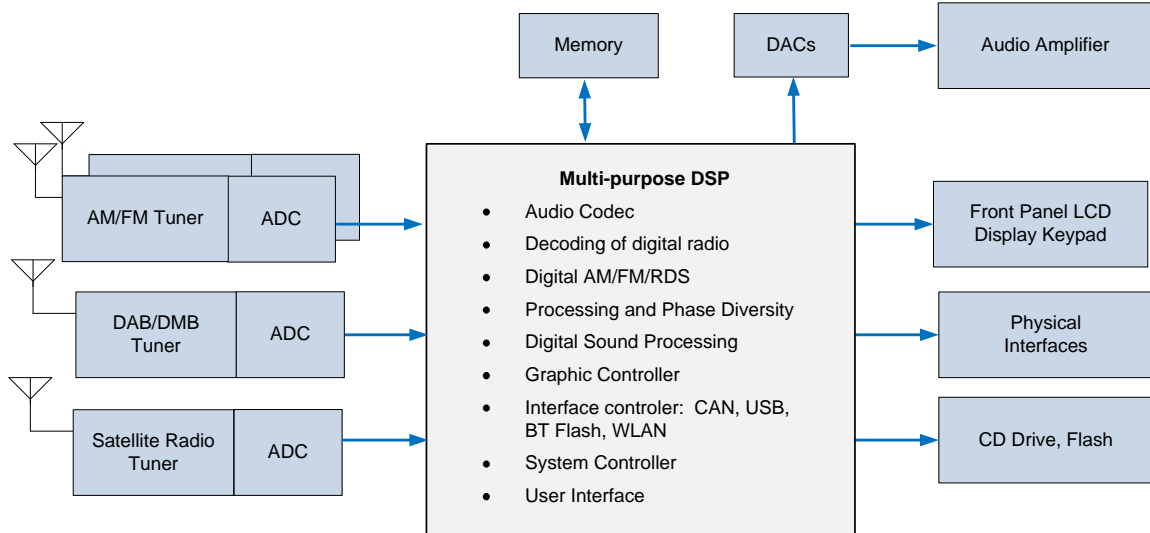 Memory
DACs
Audio Amplifier
AM/FM Tuner
ADC
DAB/DMB
Tuner
ADC
Satellite Radio
Tuner
ADC
Multi-purpose DSP
• Audio Codec
• Decoding of digital radio
• Digital AM/FM/RDS
• Processing and Phase Diversity
• Digital Sound Processing
• Graphic Controller
• Interface controler: CAN, USB,
BT Flash, WLAN
• System Controller
• User Interface
Front Panel LCD
Display Keypad
Physical
Interfaces
CD Drive, Flash